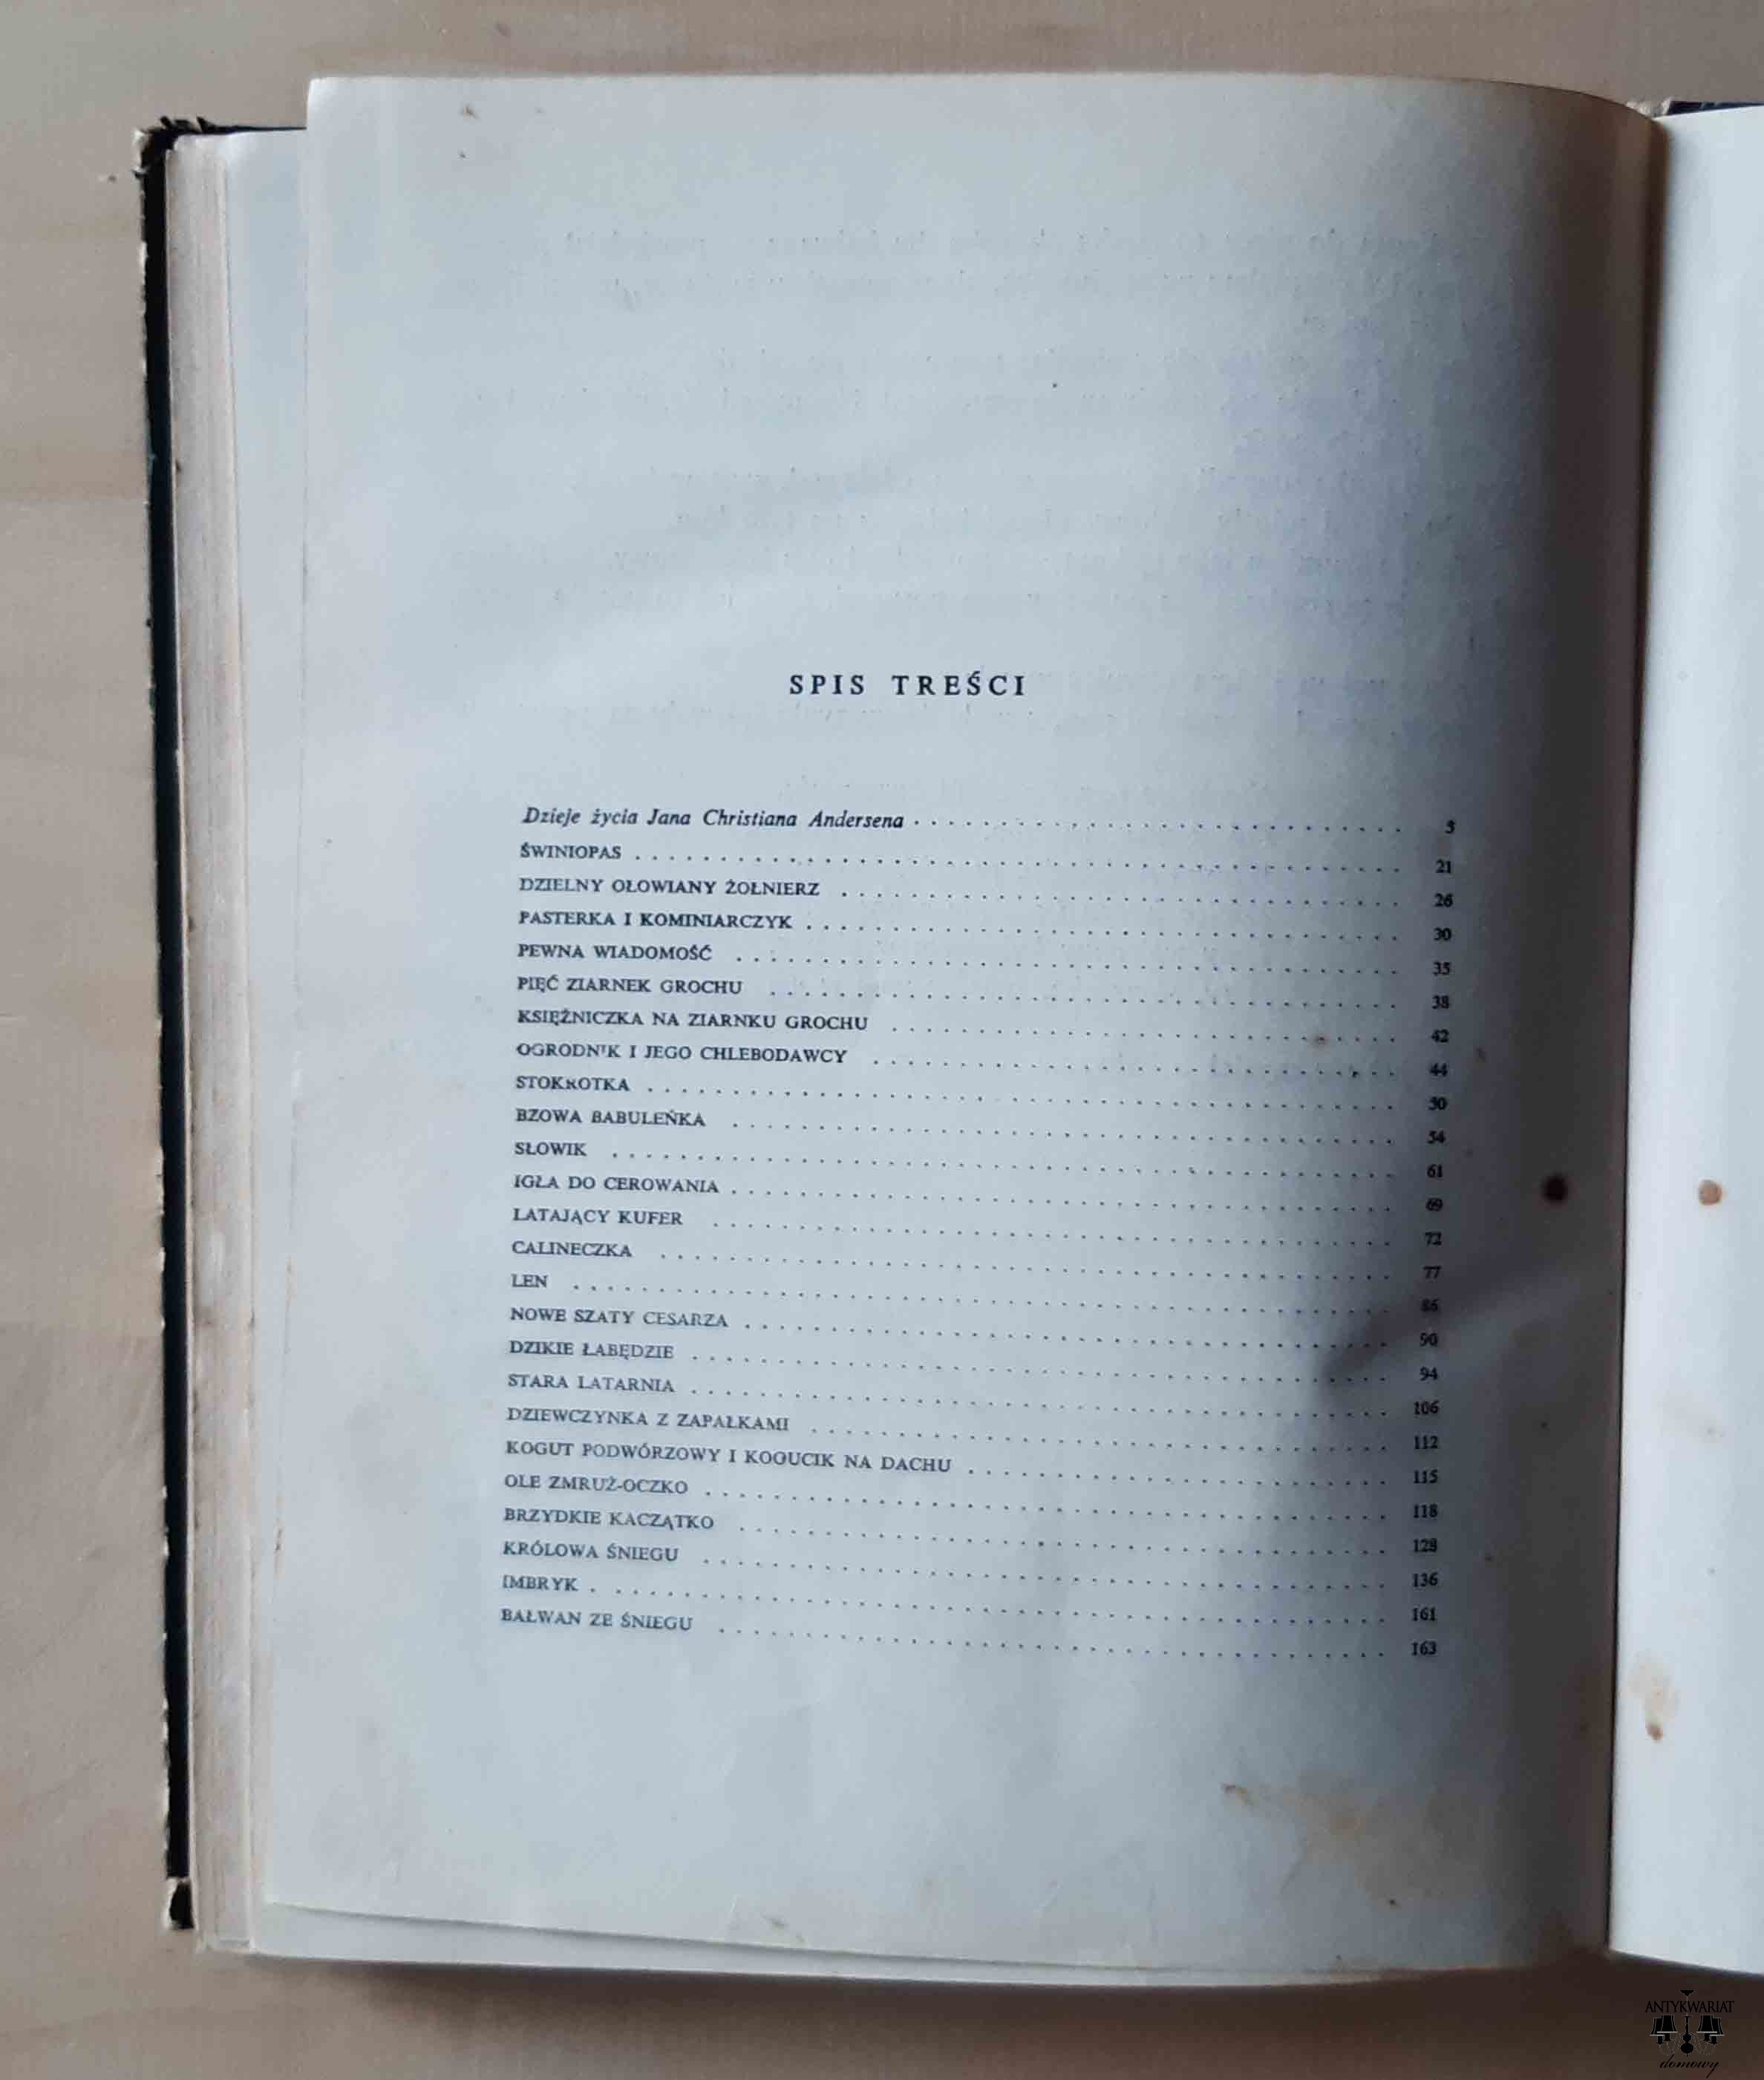 SPIS TREŚCI
Dzieje życia Jana Christiana Andersena . . . . . . . . . . . . . . . . . . . . 5
ŚWINIOPAS . . . . . . . . . . . . . . . . . . . . 21
DZIELNY OŁOWIANY ŻOŁNIERZ . . . . . . . . . . . . . . . . . . . . 26
PASTERKA I KOMINIARCZYK . . . . . . . . . . . . . . . . . . . . 30
PEWNA WIADOMOŚĆ . . . . . . . . . . . . . . . . . . . . 35
PIĘĆ ZIARNEK GROCHU . . . . . . . . . . . . . . . . . . . . 38
KSIĘŻNICZKA NA ZIARNKU GROCHU . . . . . . . . . . . . . . . . . . . . 42
OGRODNIK I JEGO CHLEBODAWCY . . . . . . . . . . . . . . . . . . . . 44
STOKROTKA . . . . . . . . . . . . . . . . . . . . 50
BZOWA BABULEŃKA . . . . . . . . . . . . . . . . . . . . 54
SŁOWIK . . . . . . . . . . . . . . . . . . . . 61
IGŁA DO CEROWANIA . . . . . . . . . . . . . . . . . . . . 69
LATAJĄCY KUFER . . . . . . . . . . . . . . . . . . . . 72
CALINECZKA . . . . . . . . . . . . . . . . . . . . 77
LEN . . . . . . . . . . . . . . . . . . . . 86
NOWE SZATY CESARZA . . . . . . . . . . . . . . . . . . . . 90
DZIKIE ŁABĘDZIE . . . . . . . . . . . . . . . . . . . . 94
STARA LATARNIA . . . . . . . . . . . . . . . . . . . . 106
DZIEWCZYNKA Z ZAPAŁKAMI . . . . . . . . . . . . . . . . . . . . 112
KOGUT PODWÓRZOWY I KOGUCIK NA DACHU . . . . . . . . . . . . . . . . . . . . 115
OLE ZMRUŻ-OCZKO . . . . . . . . . . . . . . . . . . . . 118
BRZYDKIE KACZĄTKO . . . . . . . . . . . . . . . . . . . . 128
KRÓLOWA ŚNIEGU . . . . . . . . . . . . . . . . . . . . 136
IMBRYK . . . . . . . . . . . . . . . . . . . . 161
BAŁWAN ZE ŚNIEGU . . . . . . . . . . . . . . . . . . . . 163
ANTYKWARIAT
domowy